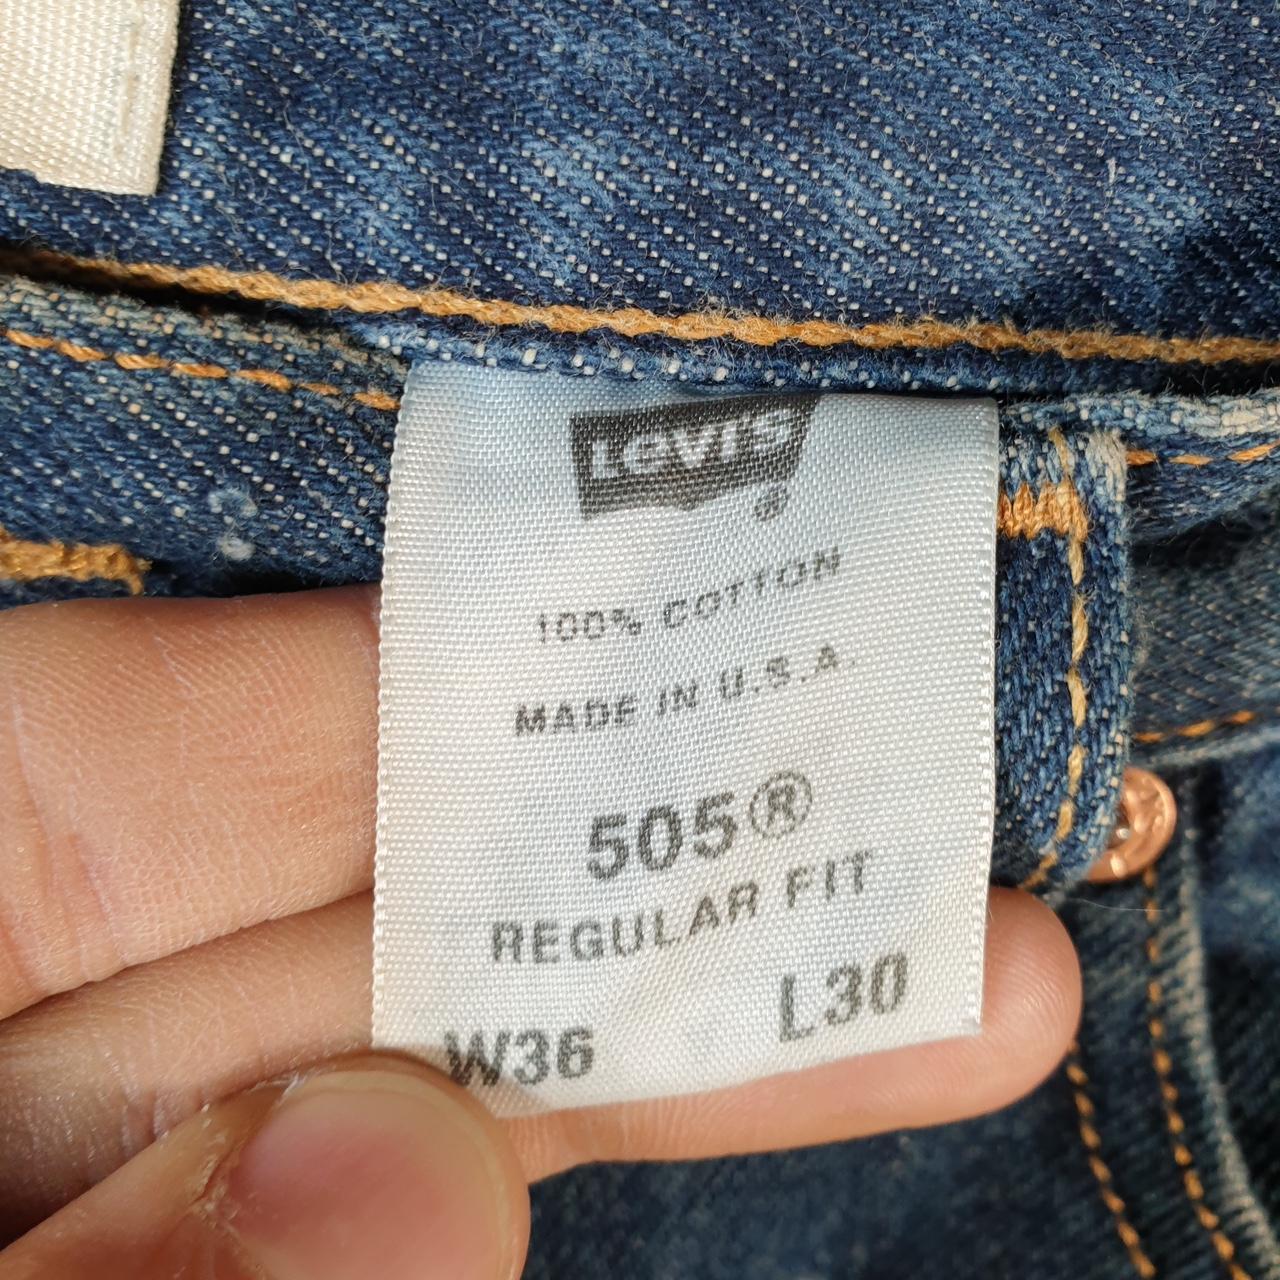 Levi's
®
100% COTTON
MADE IN U.S.A.
505®
REGULAR FIT
W36 L30